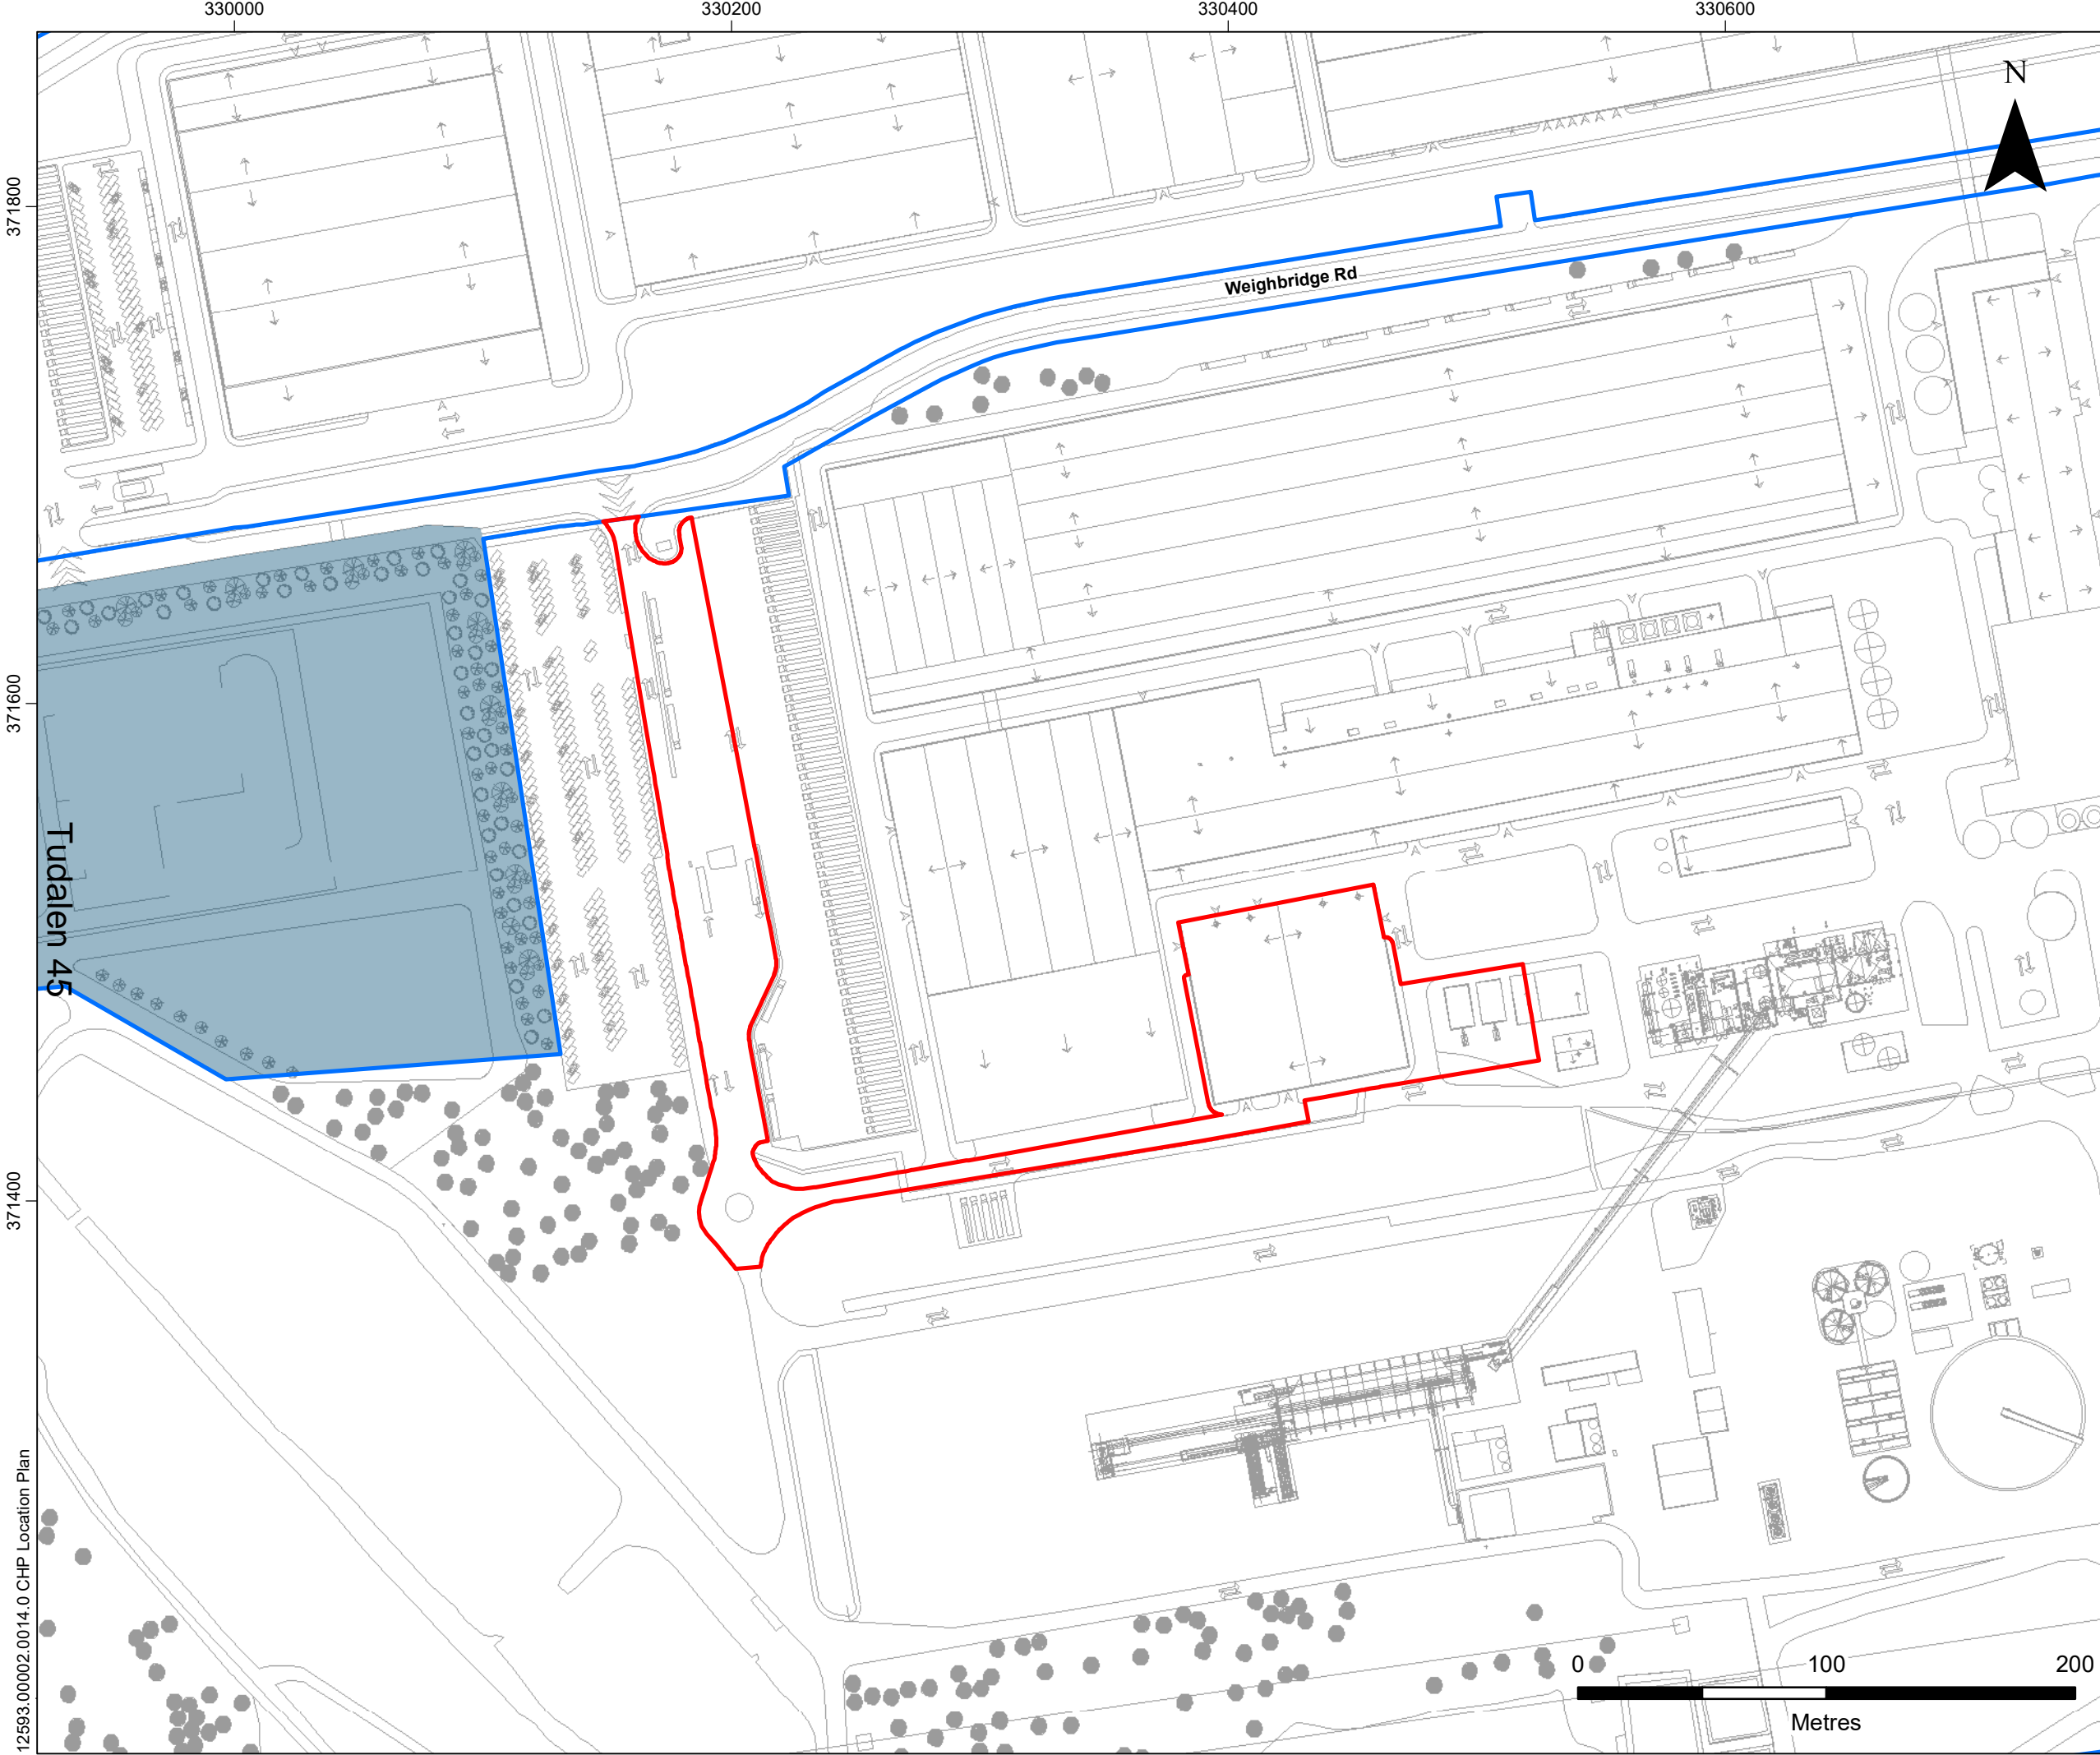 330000
330200
330400
330600
N
371800
371600
371400
Weighbridge Rd
Tudalen 45
12593.00002.0014.0 CHP Location Plan
0
100
200
Metres